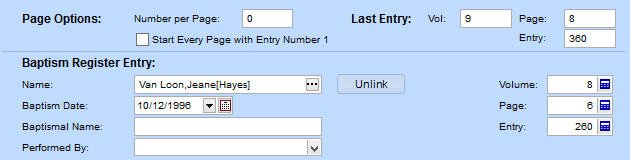 Page Options: Number per Page: 0 Last Entry: Vol: 9 Page: 8
Start Every Page with Entry Number 1 Entry: 360
Baptism Register Entry:
Name: Van Loon,Jeane[Hayes] ... Unlink Volume: 8
Baptism Date: 10/12/1996 Page: 6
Baptismal Name: Entry: 260
Performed By: